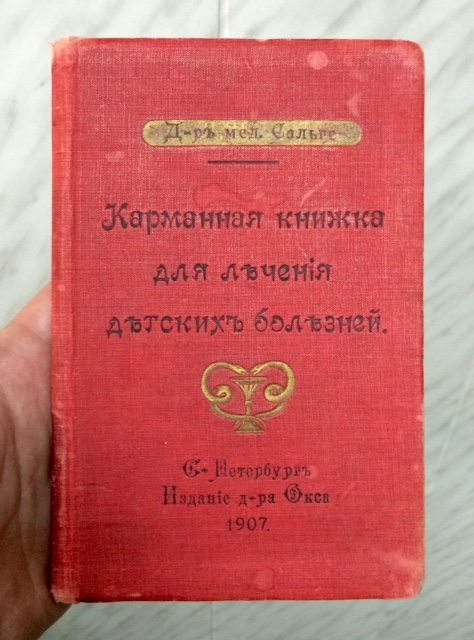 Д-ръ мед. Сальге
Карманная книжка
для лѣченія
дѣтскихъ болѣзней.
С-Петербургъ
Изданіе д-ра Окса
1907.